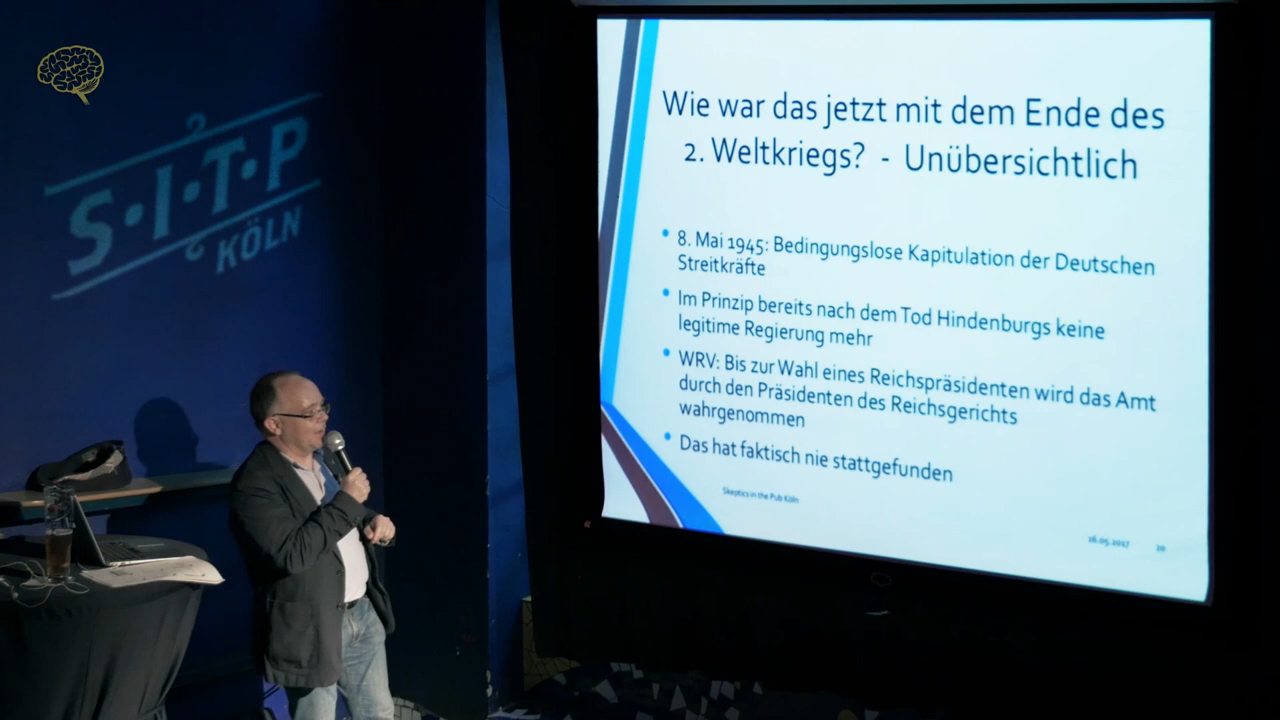 S·I·T·P
KÖLN
Wie war das jetzt mit dem Ende des
2. Weltkriegs? - Unübersichtlich
• 8. Mai 1945: Bedingungslose Kapitulation der Deutschen
Streitkräfte
• Im Prinzip bereits nach dem Tod Hindenburgs keine
legitime Regierung mehr
• WRV: Bis zur Wahl eines Reichspräsidenten wird das Amt
durch den Präsidenten des Reichsgerichts
wahrgenommen
• Das hat faktisch nie stattgefunden
Skeptics in the Pub Köln
16.05.2017 10